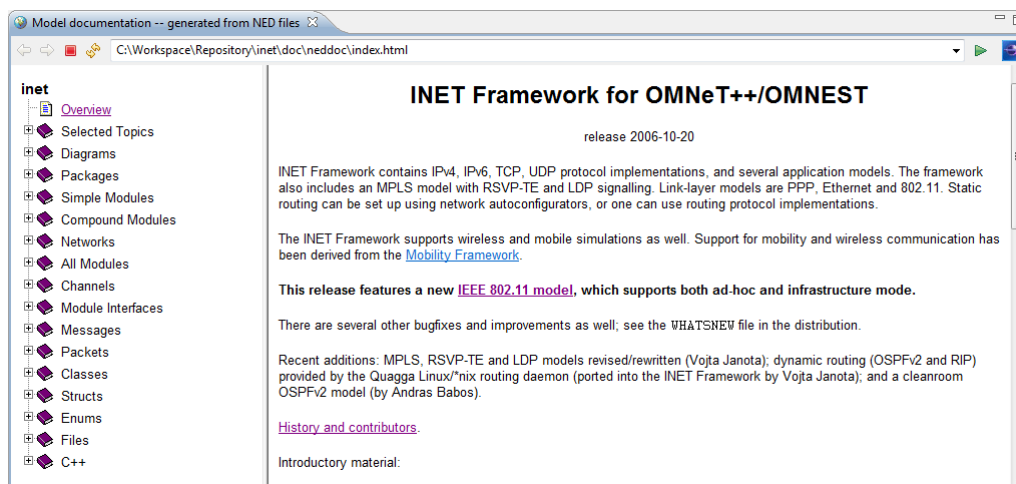 Model documentation -- generated from NED files
C:\Workspace\Repository\inet\doc\neddoc\index.html
inet
Overview
Selected Topics
Diagrams
Packages
Simple Modules
Compound Modules
Networks
All Modules
Channels
Module Interfaces
Messages
Packets
Classes
Structs
Enums
Files
C++
INET Framework for OMNeT++/OMNEST
release 2006-10-20
INET Framework contains IPv4, IPv6, TCP, UDP protocol implementations, and several application models. The framework
also includes an MPLS model with RSVP-TE and LDP signalling. Link-layer models are PPP, Ethernet and 802.11. Static
routing can be set up using network autoconfigurators, or one can use routing protocol implementations.
The INET Framework supports wireless and mobile simulations as well. Support for mobility and wireless communication has
been derived from the Mobility Framework.
This release features a new IEEE 802.11 model, which supports both ad-hoc and infrastructure mode.
There are several other bugfixes and improvements as well; see the WHATSNEW file in the distribution.
Recent additions: MPLS, RSVP-TE and LDP models revised/rewritten (Vojta Janota); dynamic routing (OSPFv2 and RIP)
provided by the Quagga Linux/*nix routing daemon (ported into the INET Framework by Vojta Janota); and a cleanroom
OSPFv2 model (by Andras Babos).
History and contributors.
Introductory material: